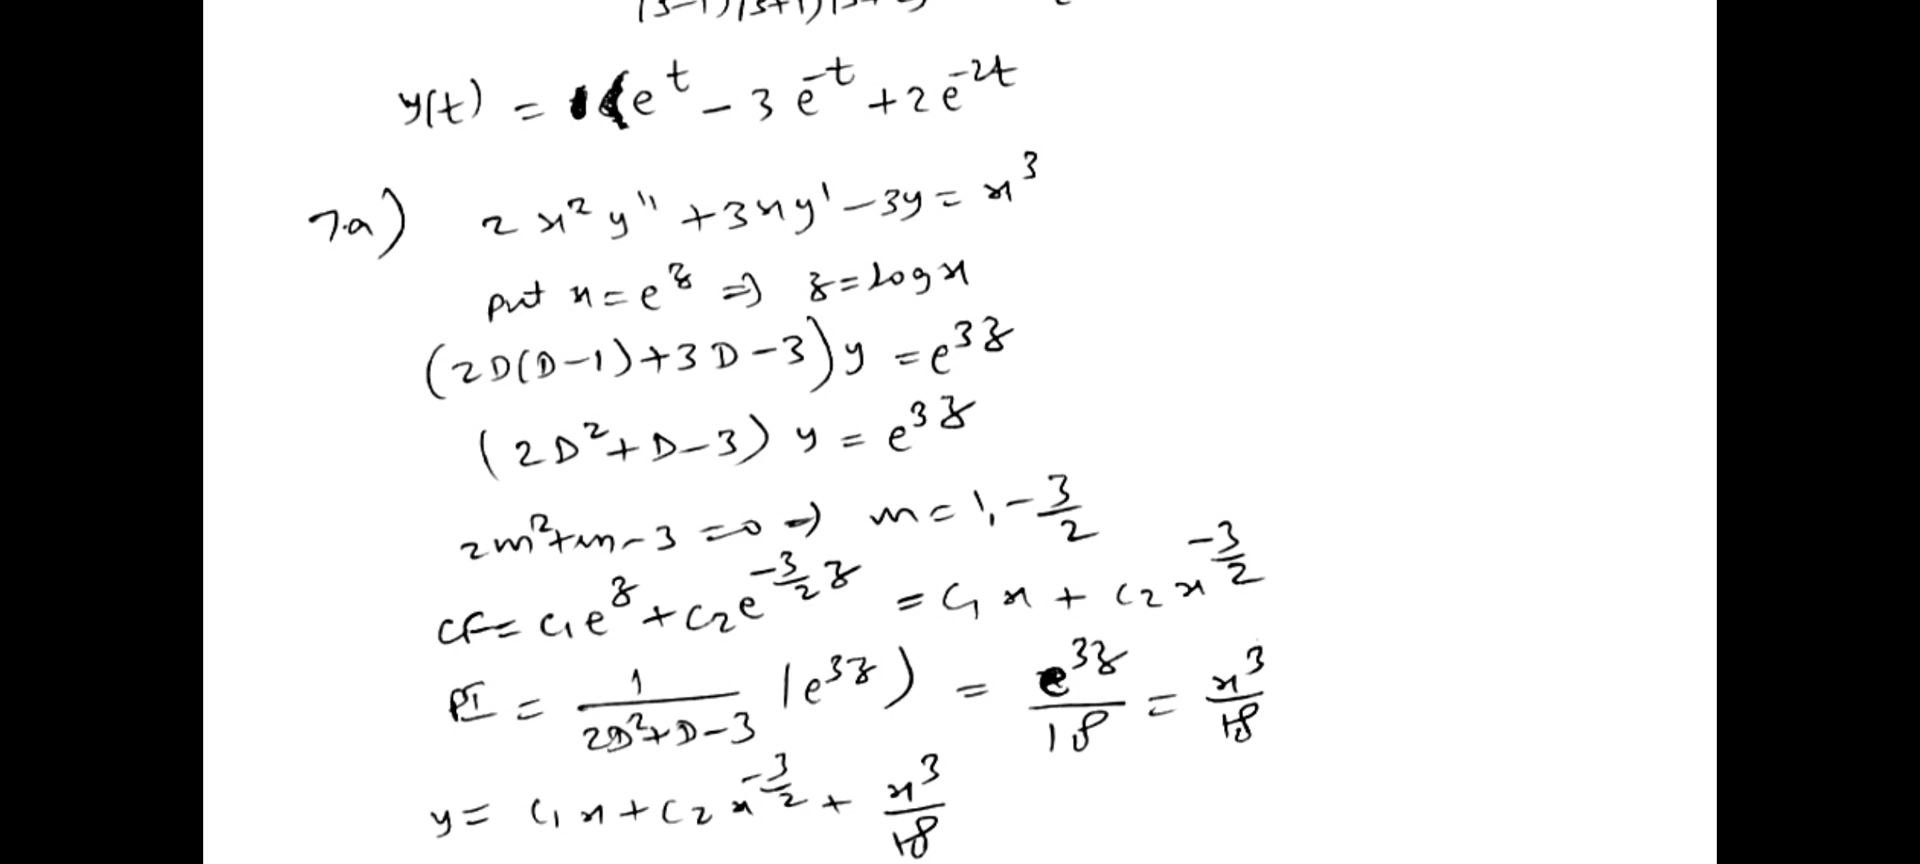 y(t) = (e^t - 3e^-t + 2e^-2t
7.a) 2x²y'' + 3xy' - 3y = x³
put x = e^z ⇒ z = log x
(2D(D-1) + 3D - 3)y = e^3z
(2D² + D - 3) y = e^3z
2m² + m - 3 = 0 ⇒ m = 1, -3/2
CF = C₁e^z + C₂e^(-3/2 z) = C₁x + C₂x^(-3/2)
PI = 1/(2D² + D - 3) (e^3z) = e^3z/18 = x³/18
y = C₁x + C₂x^(-3/2) + x³/18